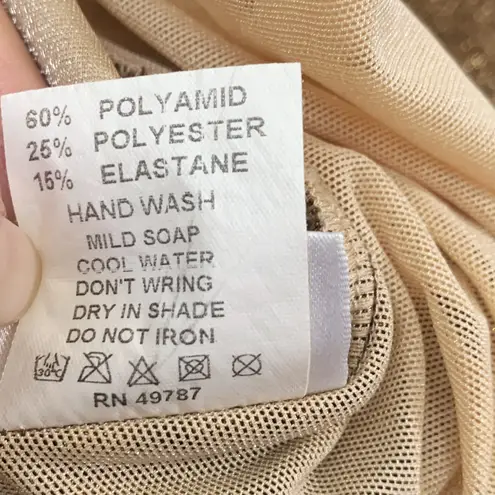 60% POLYAMID
25% POLYESTER
15% ELASTANE
HAND WASH
MILD SOAP
COOL WATER
DON'T WRING
DRY IN SHADE
DO NOT IRON
30°C
RN 49787